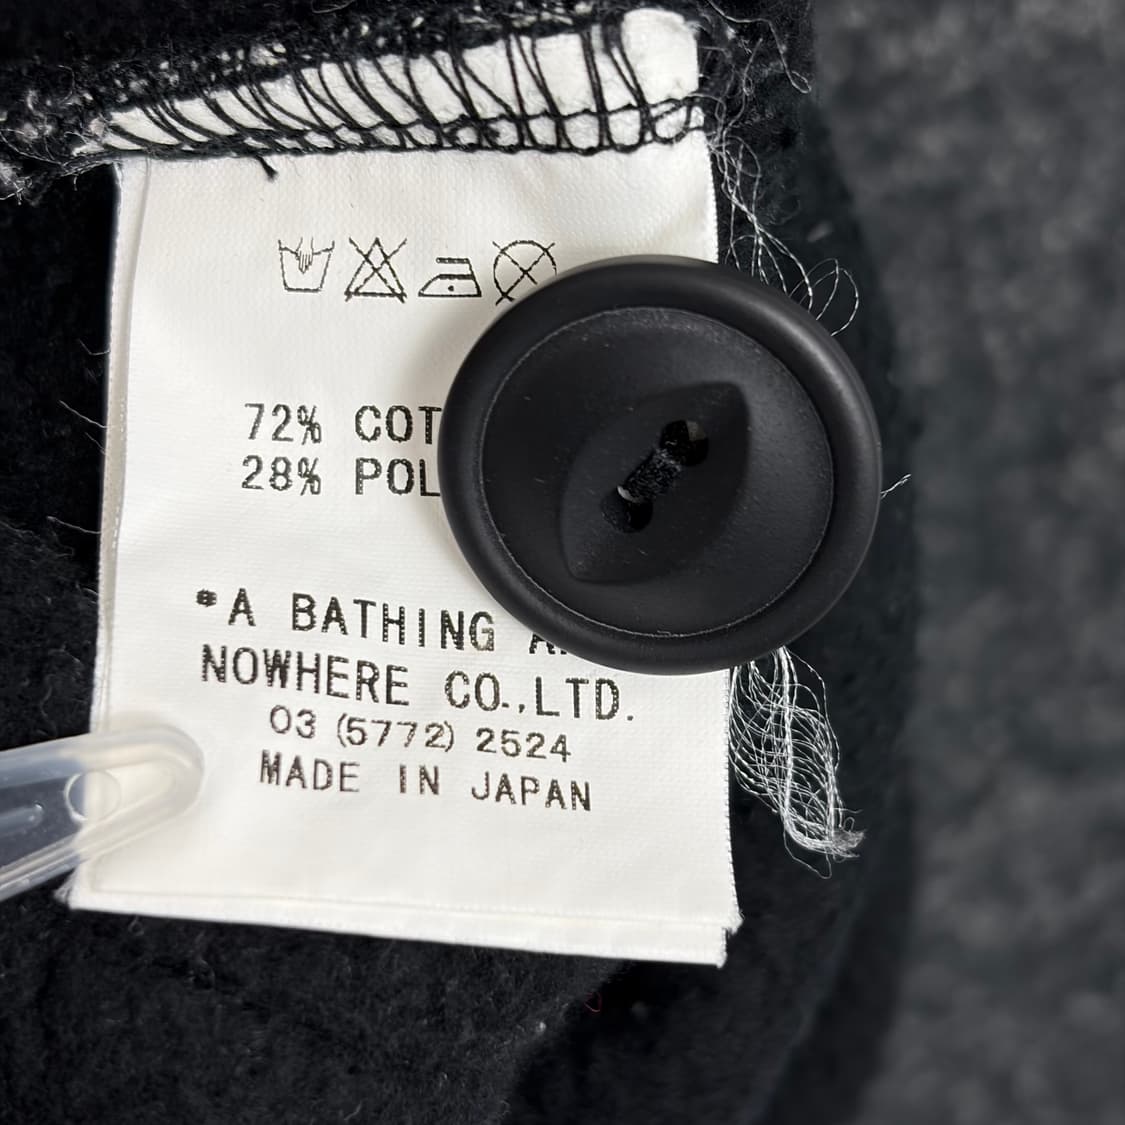 72% COT
28% POL
*A BATHING A
NOWHERE CO.,LTD.
03 (5772) 2524
MADE IN JAPAN